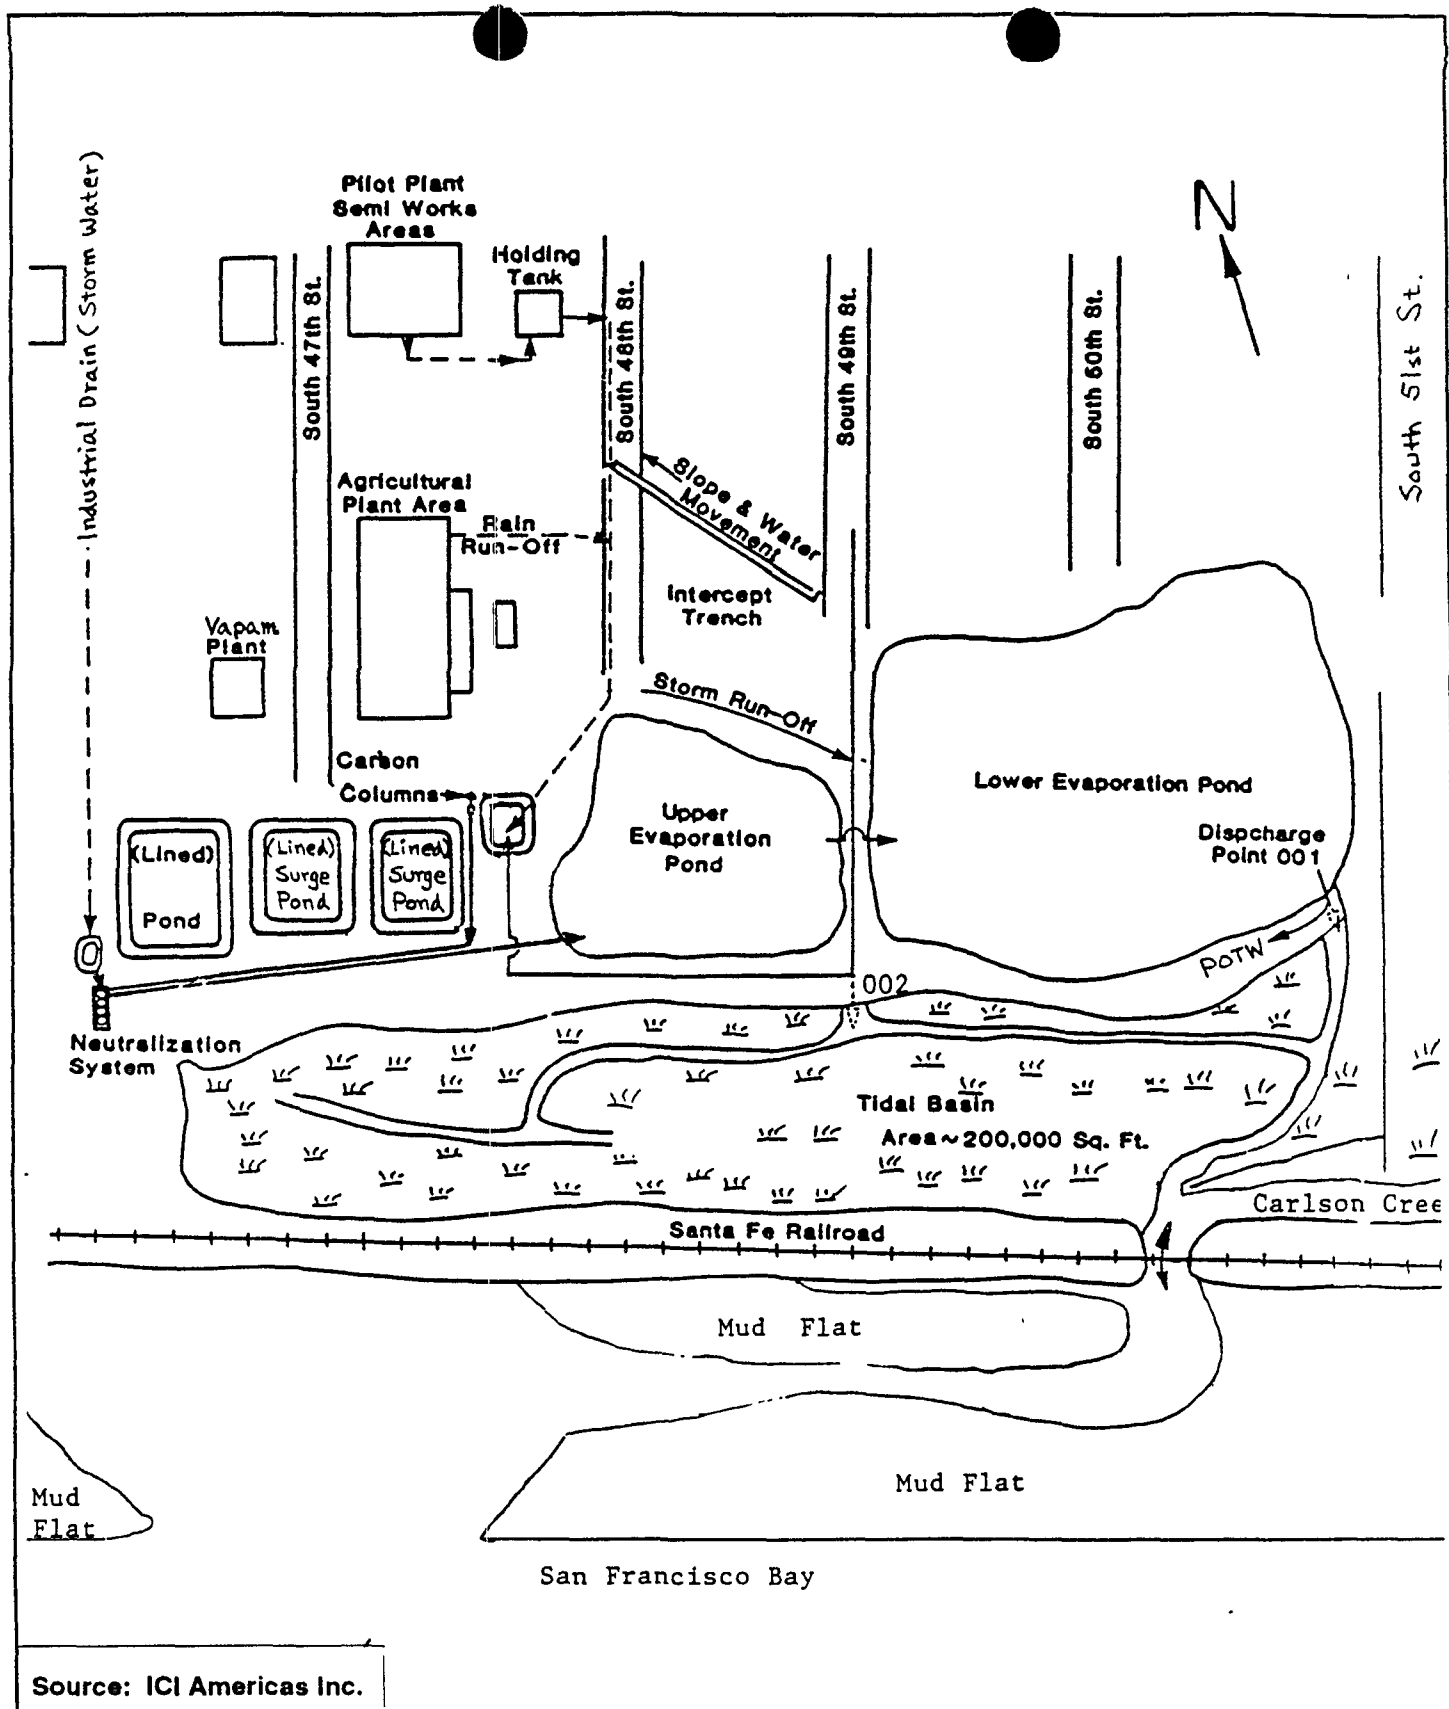 Industrial Drain (Storm Water)
Pilot Plant
Semi Works
Areas
Holding
Tank
N
South 47th St.
South 48th St.
South 49th St.
South 50th St.
South 51st St.
Slope & Water
Movement
Agricultural
Plant Area
Rain
Run-Off
Intercept
Trench
Vapam
Plant
Storm Run-Off
Carbon
Columns
Upper
Evaporation
Pond
Lower Evaporation Pond
Dispcharge
Point 001
(Lined)
Pond
(Lined)
Surge
Pond
(Lined)
Surge
Pond
POTW
002
Neutralization
System
Tidal Basin
Area ~ 200,000 Sq. Ft.
Carlson Cree
Santa Fe Railroad
Mud Flat
Mud Flat
Mud
Flat
San Francisco Bay
Source: ICI Americas Inc.